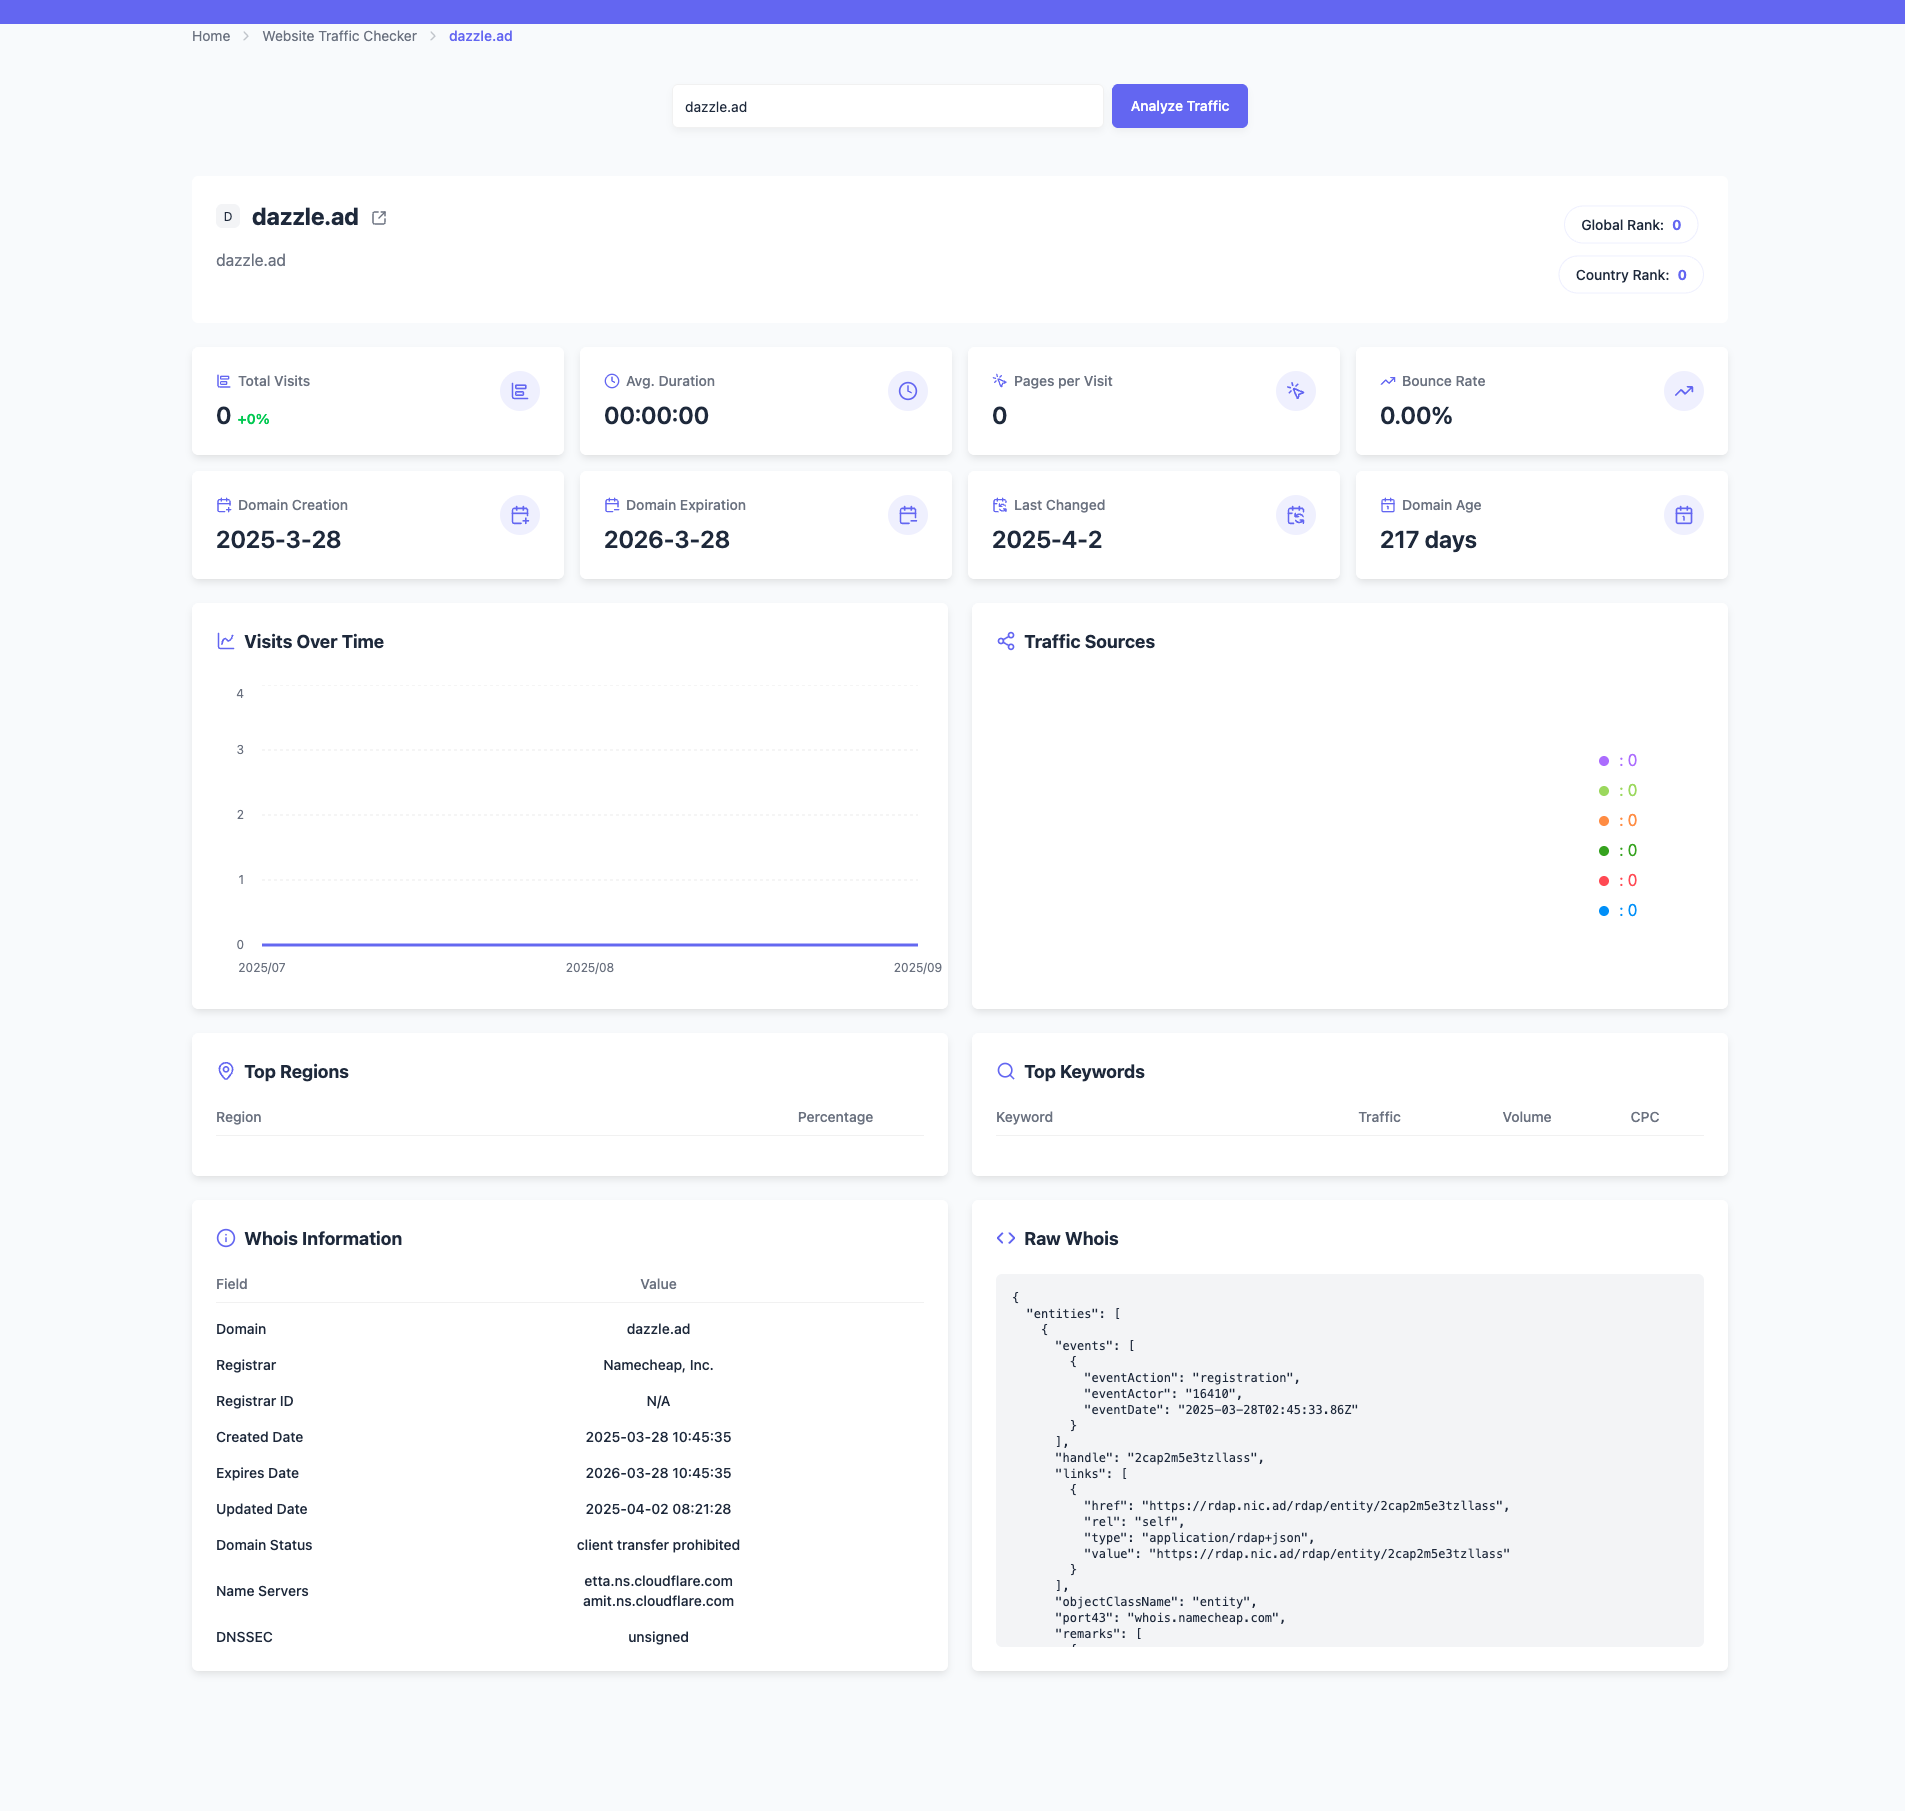 Home > Website Traffic Checker > dazzle.ad
dazzle.ad
Analyze Traffic
D dazzle.ad
dazzle.ad
Global Rank: 0
Country Rank: 0
Total Visits
0 +0%
Avg. Duration
00:00:00
Pages per Visit
0
Bounce Rate
0.00%
Domain Creation
2025-3-28
Domain Expiration
2026-3-28
Last Changed
2025-4-2
Domain Age
217 days
Visits Over Time
4
3
2
1
0
2025/07 2025/08 2025/09
Traffic Sources
: 0
: 0
: 0
: 0
: 0
: 0
Top Regions
Region Percentage
Top Keywords
Keyword Traffic Volume CPC
Whois Information
Field Value
Domain dazzle.ad
Registrar Namecheap, Inc.
Registrar ID N/A
Created Date 2025-03-28 10:45:35
Expires Date 2026-03-28 10:45:35
Updated Date 2025-04-02 08:21:28
Domain Status client transfer prohibited
Name Servers etta.ns.cloudflare.com
amit.ns.cloudflare.com
DNSSEC unsigned
Raw Whois
{
"entities": [
{
"events": [
{
"eventAction": "registration",
"eventActor": "16410",
"eventDate": "2025-03-28T02:45:33.86Z"
}
],
"handle": "2cap2m5e3tzllass",
"links": [
{
"href": "https://rdap.nic.ad/rdap/entity/2cap2m5e3tzllass",
"rel": "self",
"type": "application/rdap+json",
"value": "https://rdap.nic.ad/rdap/entity/2cap2m5e3tzllass"
}
],
"objectClassName": "entity",
"port43": "whois.namecheap.com",
"remarks": [